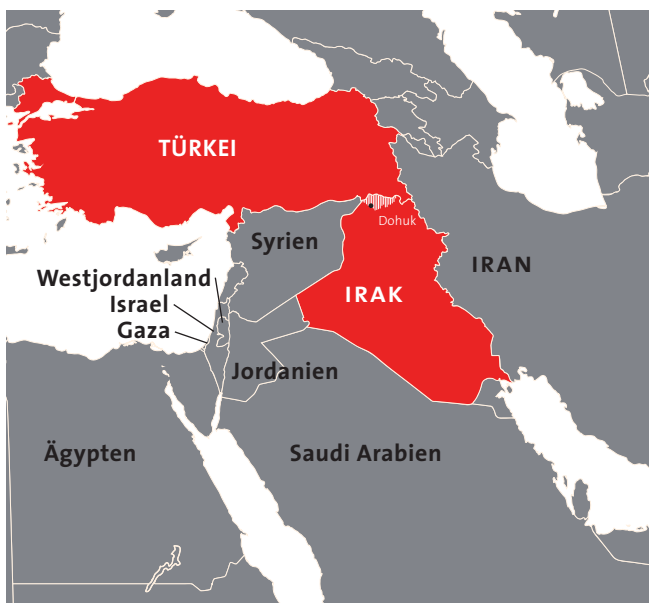 TÜRKEI
Dohuk
Syrien
IRAN
Westjordanland
Israel
IRAK
Gaza
Jordanien
Ägypten
Saudi Arabien